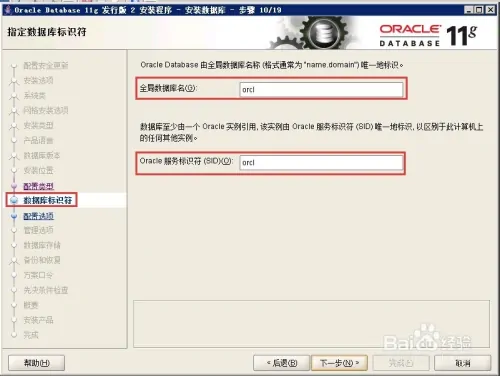 Oracle Database 11g 发行版 2 安装程序 - 安装数据库 - 步骤 10/19
指定数据库标识符
ORACLE
DATABASE 11g
配置安全更新
安装选项
系统类
网格安装选项
安装类型
产品语言
数据库版本
安装位置
配置类型
数据库标识符
配置选项
管理选项
数据库存储
备份和恢复
方案口令
先决条件检查
概要
安装产品
完成
Oracle Database 由全局数据库名称 (格式通常为 "name.domain") 唯一地标识。
全局数据库名(O): orcl
数据库至少由一个 Oracle 实例引用, 该实例由 Oracle 服务标识符 (SID) 唯一地标识, 以区别于此计算机上
的任何其他实例。
Oracle 服务标识符 (SID)(O): orcl
帮助(H)
< 后退(B)
下一步(N) >
取消
Baidu 经验